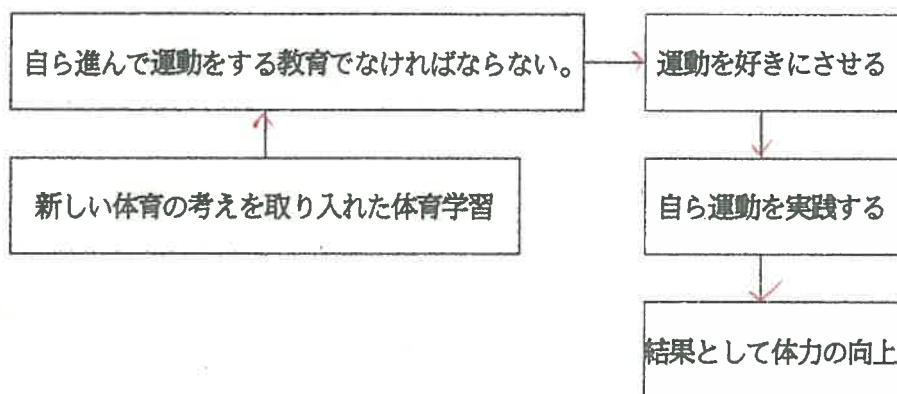 自ら進んで運動をする教育でなければならない。
運動を好きにさせる
新しい体育の考えを取り入れた体育学習
自ら運動を実践する
結果として体力の向上